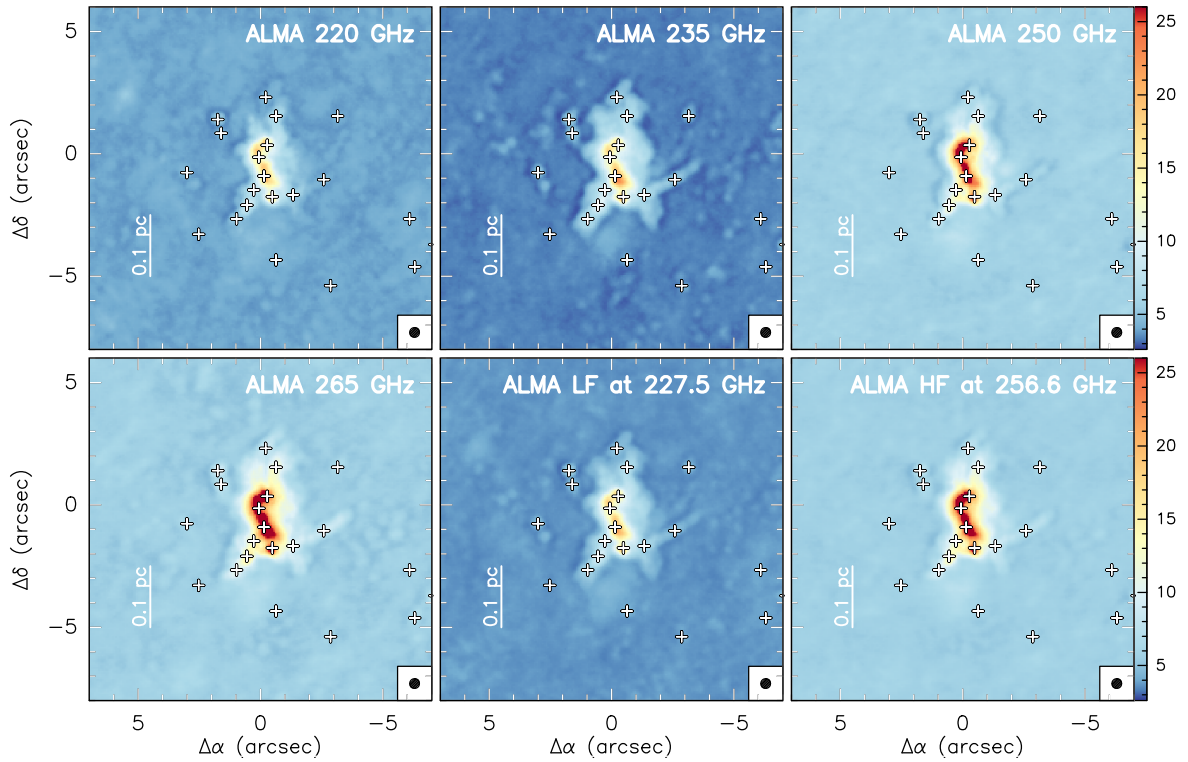 ALMA 220 GHz
ALMA 235 GHz
ALMA 250 GHz
5
0
−5
Δδ (arcsec)
0.1 pc
0.1 pc
0.1 pc
25
20
15
10
5
ALMA 265 GHz
ALMA LF at 227.5 GHz
ALMA HF at 256.6 GHz
5
0
−5
Δδ (arcsec)
0.1 pc
0.1 pc
0.1 pc
25
20
15
10
5
5
0
−5
5
0
−5
5
0
−5
Δα (arcsec)
Δα (arcsec)
Δα (arcsec)